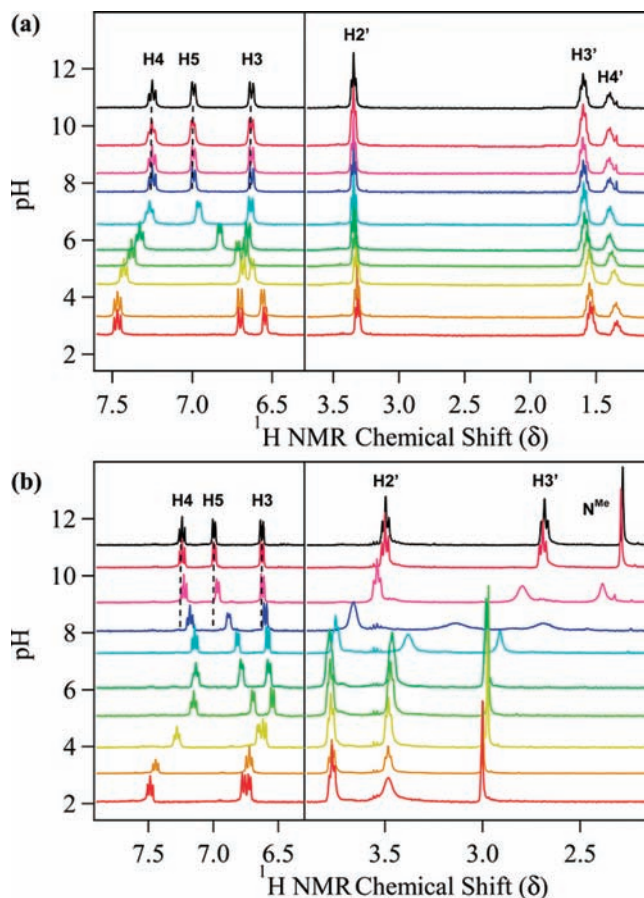 (a)
H4 H5 H3 H2' H3' H4'
12
10
8
6
4
2
pH
7.5 7.0 6.5 3.5 3.0 2.5 2.0 1.5
¹H NMR Chemical Shift (δ)
(b)
H4 H5 H3 H2' H3' N^Me
12
10
8
6
4
2
pH
7.5 7.0 6.5 3.5 3.0 2.5
¹H NMR Chemical Shift (δ)